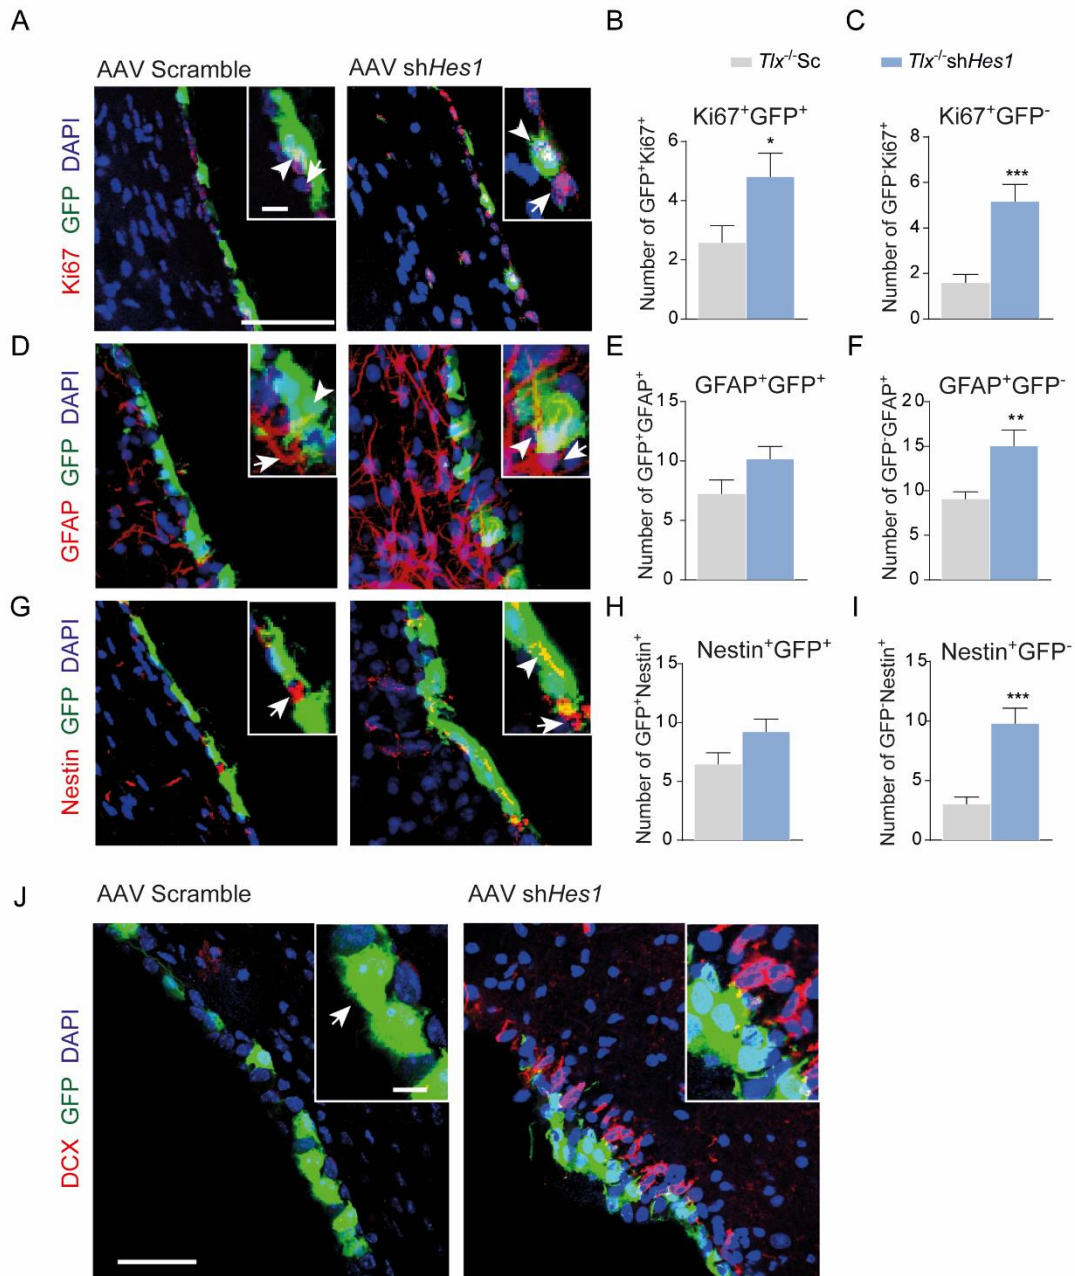 A
B
C
AAV Scramble
AAV shHes1
Tlx-/-Sc
Tlx-/-shHes1
Ki67 GFP DAPI
Ki67+GFP+
Number of GFP+Ki67+
6
4
2
0
*
Ki67+GFP-
Number of GFP-Ki67+
8
6
4
2
0
***
D
E
F
GFAP GFP DAPI
GFAP+GFP+
Number of GFP+GFAP+
15
10
5
0
GFAP+GFP-
Number of GFP-GFAP+
20
15
10
5
0
**
G
H
I
Nestin GFP DAPI
Nestin+GFP+
Number of GFP+Nestin+
15
10
5
0
Nestin+GFP-
Number of GFP-Nestin+
15
10
5
0
***
J
AAV Scramble
AAV shHes1
DCX GFP DAPI